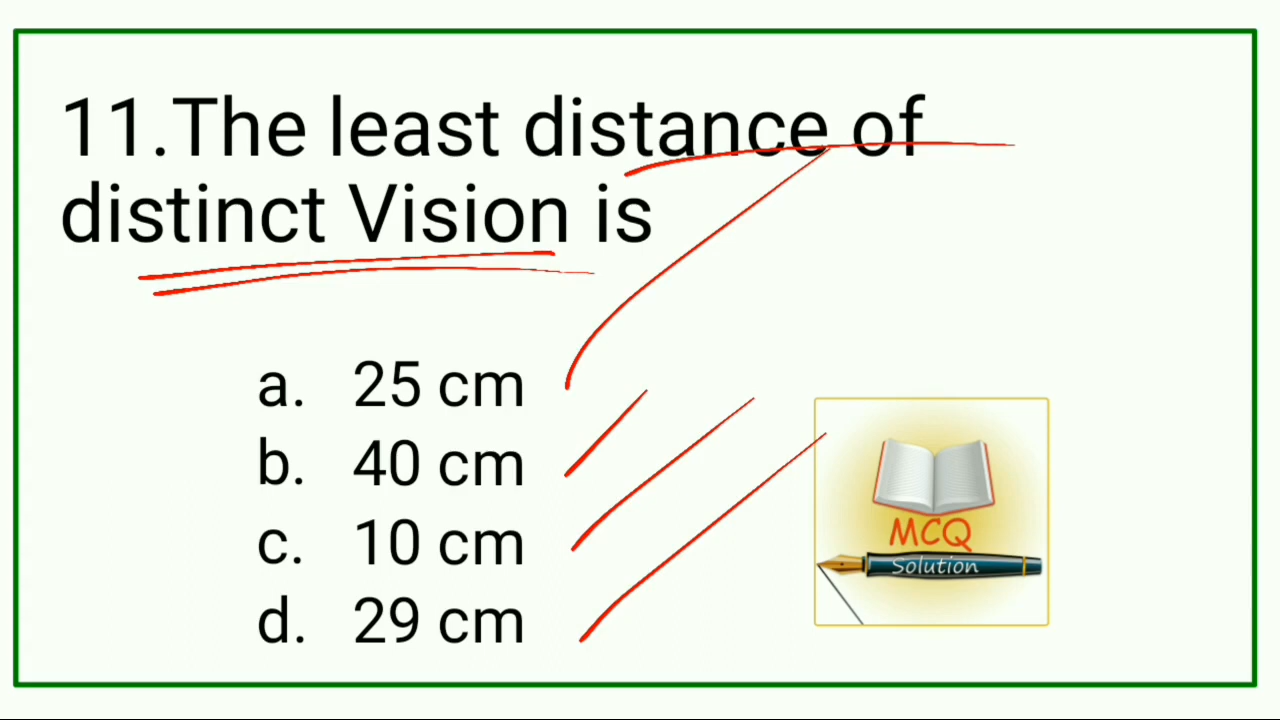 11.The least distance of
distinct Vision is
a. 25 cm
b. 40 cm
c. 10 cm
d. 29 cm
MCQ
Solution